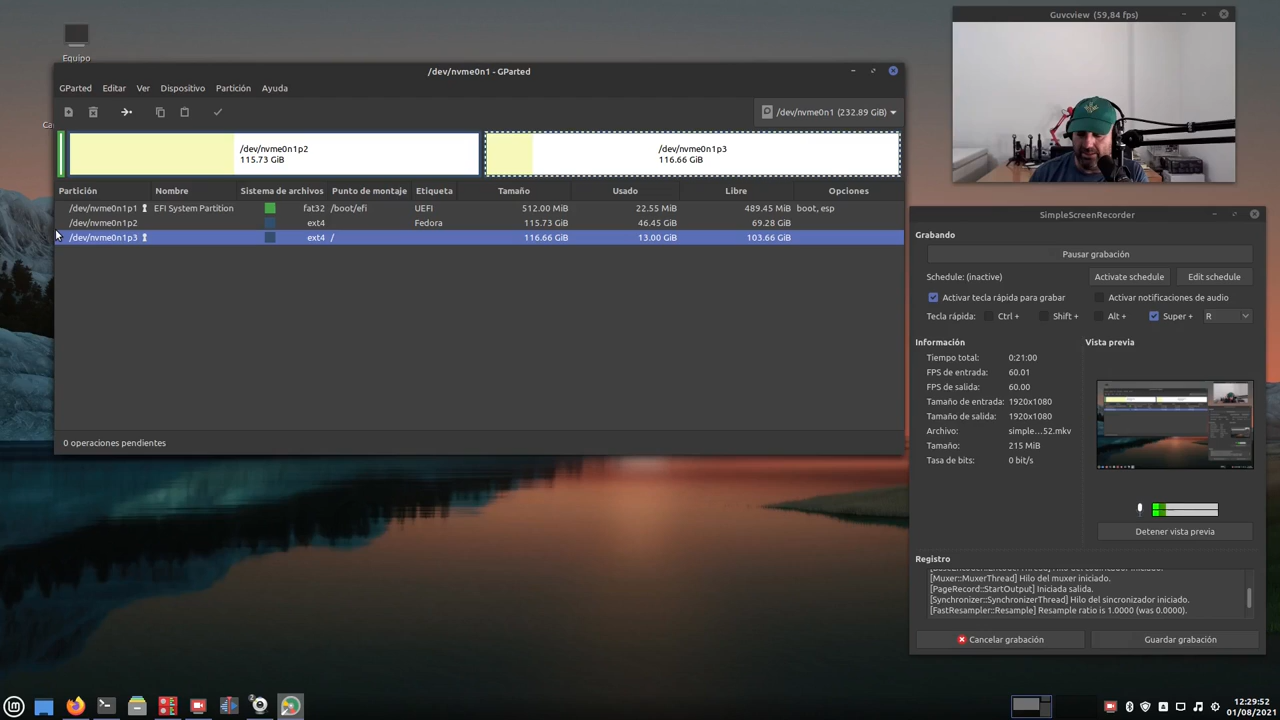 Equipo
/dev/nvme0n1 - GParted
GParted Editar Ver Dispositivo Partición Ayuda
/dev/nvme0n1 (232.89 GiB)
/dev/nvme0n1p2
115.73 GiB
/dev/nvme0n1p3
116.66 GiB
Partición Nombre Sistema de archivos Punto de montaje Etiqueta Tamaño Usado Libre Opciones
/dev/nvme0n1p1 EFI System Partition fat32 /boot/efi UEFI 512.00 MiB 22.55 MiB 489.45 MiB boot, esp
/dev/nvme0n1p2 ext4 Fedora 115.73 GiB 46.45 GiB 69.28 GiB
/dev/nvme0n1p3 ext4 / 116.66 GiB 13.00 GiB 103.66 GiB
0 operaciones pendientes
Guvcview (59,84 fps)
SimpleScreenRecorder
Grabando
Pausar grabación
Schedule: (inactive) Activate schedule Edit schedule
Activar tecla rápida para grabar Activar notificaciones de audio
Tecla rápida: Ctrl + Shift + Alt + Super + R
Información Vista previa
Tiempo total: 0:21:00
FPS de entrada: 60.01
FPS de salida: 60.00
Tamaño de entrada: 1920x1080
Tamaño de salida: 1920x1080
Archivo: simple....52.mkv
Tamaño: 215 MiB
Tasa de bits: 0 bit/s
Detener vista previa
Registro
[Muxer::MuxerThread] Hilo del muxer iniciado.
[PageRecord::StartOutput] Iniciada salida.
[Synchronizer::SynchronizerThread] Hilo del sincronizador iniciado.
[FastResampler::Resample] Resample ratio is 1.0000 (was 0.0000).
Cancelar grabación Guardar grabación
12:29:52
01/08/2021